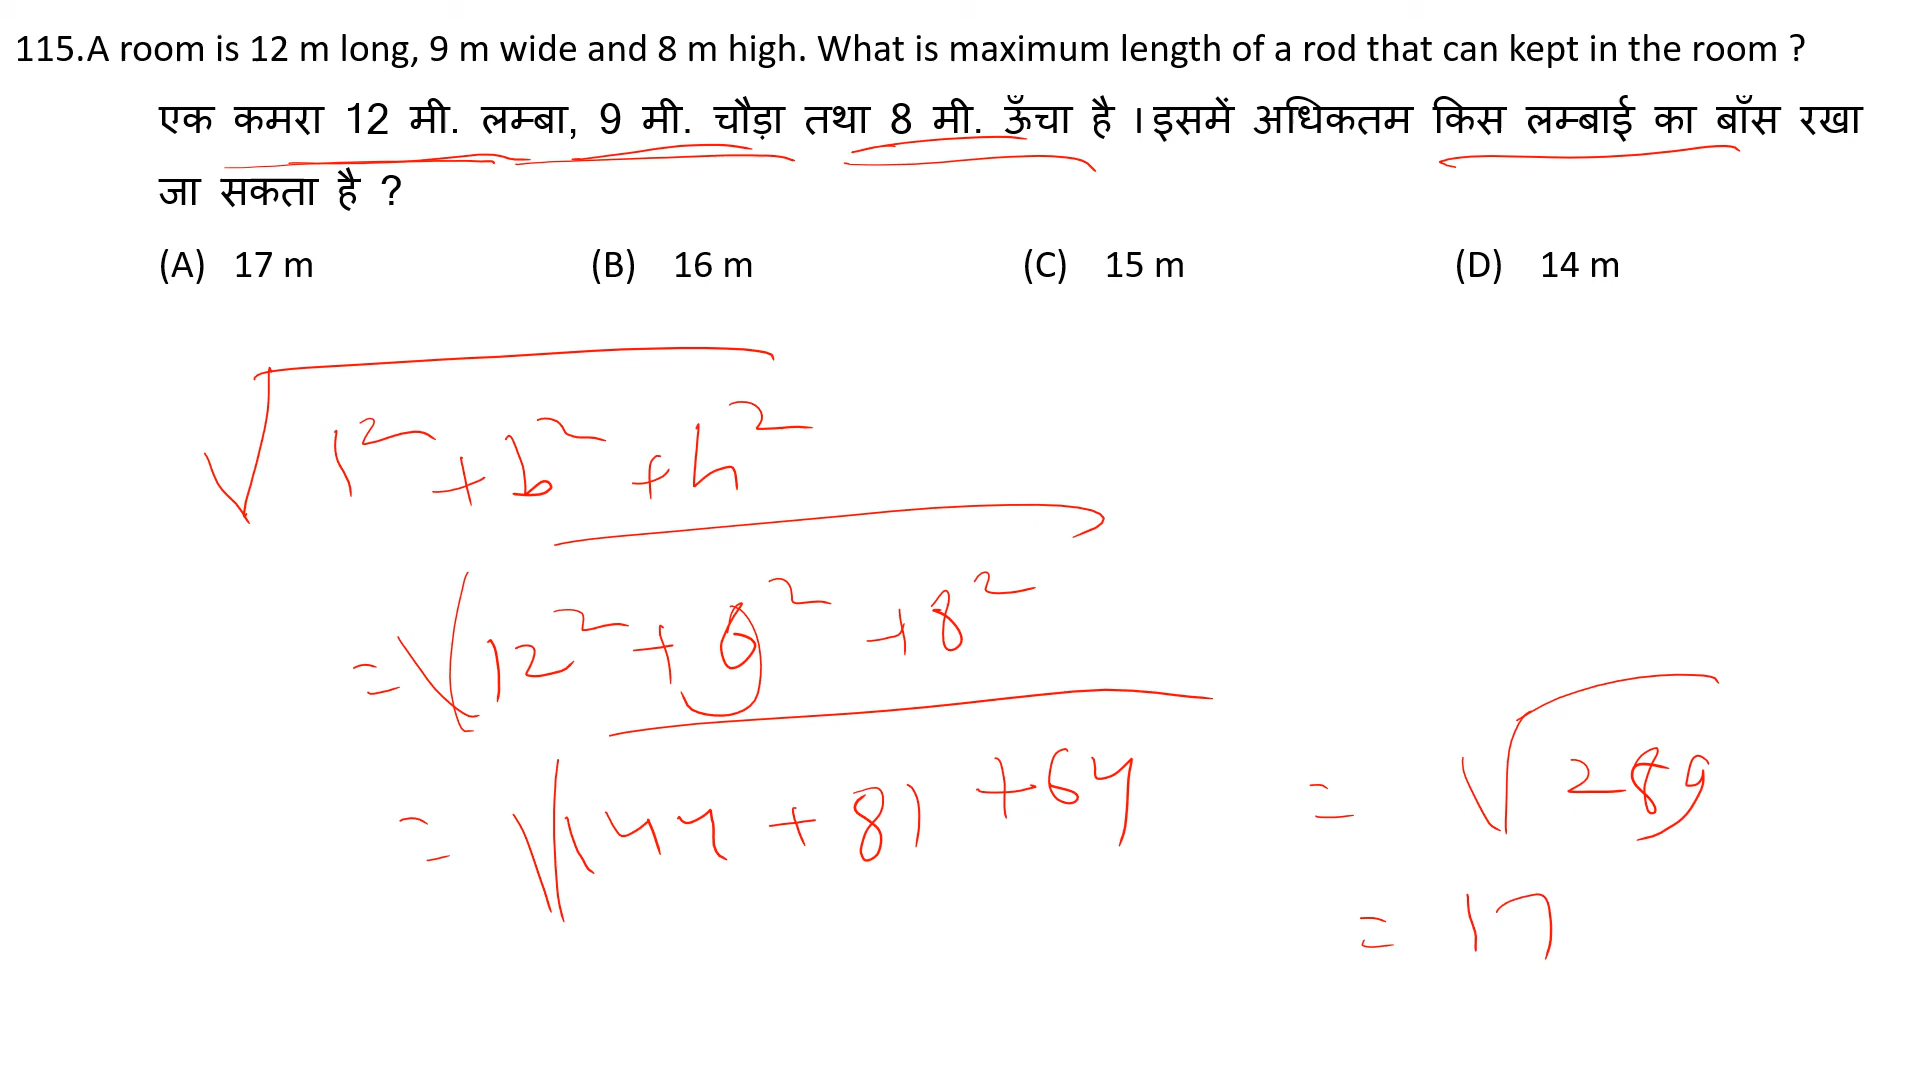 115.A room is 12 m long, 9 m wide and 8 m high. What is maximum length of a rod that can kept in the room ?
एक कमरा 12 मी. लम्बा, 9 मी. चौड़ा तथा 8 मी. ऊँचा है । इसमें अधिकतम किस लम्बाई का बाँस रखा
जा सकता है ?
(A) 17 m (B) 16 m (C) 15 m (D) 14 m
√l² + b² + h²
= √12² + 9² + 8²
= √144 + 81 + 64 = √289
= 17